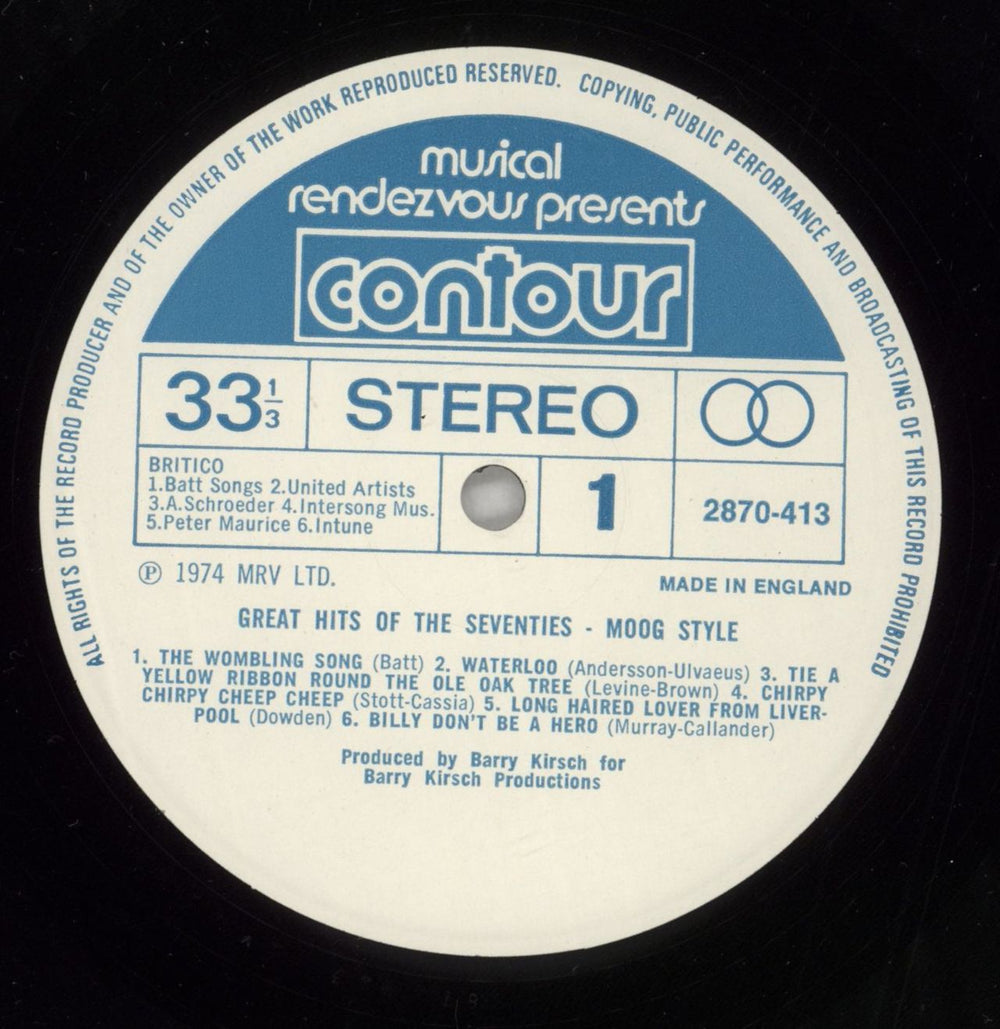 ALL RIGHTS OF THE RECORD PRODUCER AND OF THE OWNER OF THE WORK REPRODUCED RESERVED. COPYING, PUBLIC PERFORMANCE AND BROADCASTING OF THIS RECORD PROHIBITED
musical
rendezvous presents
contour
33 1/3 STEREO
BRITICO
1.Batt Songs 2.United Artists
3.A.Schroeder 4.Intersong Mus.
5.Peter Maurice 6.Intune
1
2870-413
℗ 1974 MRV LTD.
MADE IN ENGLAND
GREAT HITS OF THE SEVENTIES - MOOG STYLE
1. THE WOMBLING SONG (Batt) 2. WATERLOO (Andersson-Ulvaeus) 3. TIE A
YELLOW RIBBON ROUND THE OLE OAK TREE (Levine-Brown) 4. CHIRPY
CHIRPY CHEEP CHEEP (Stott-Cassia) 5. LONG HAIRED LOVER FROM LIVER-
POOL (Dowden) 6. BILLY DON'T BE A HERO (Murray-Callander)
Produced by Barry Kirsch for
Barry Kirsch Productions